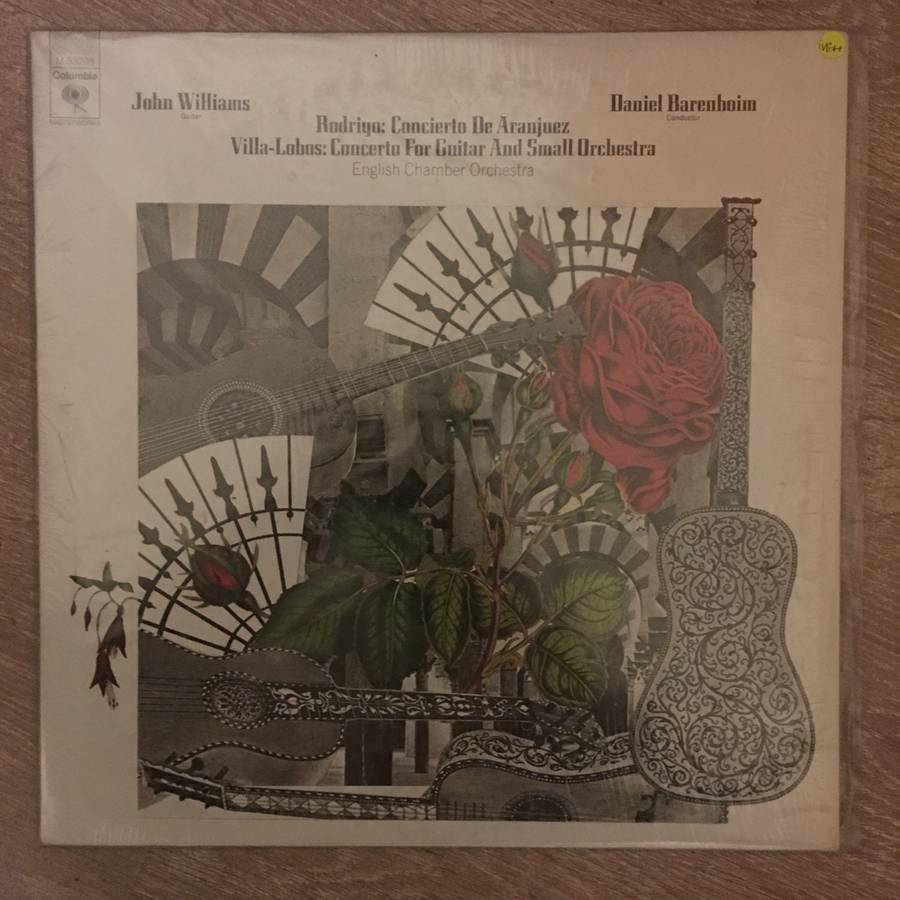 M 33208
Columbia
John Williams
Guitar
Daniel Barenboim
Conductor
Rodrigo: Concierto De Aranjuez
Villa-Lobos: Concerto For Guitar And Small Orchestra
English Chamber Orchestra
VG++